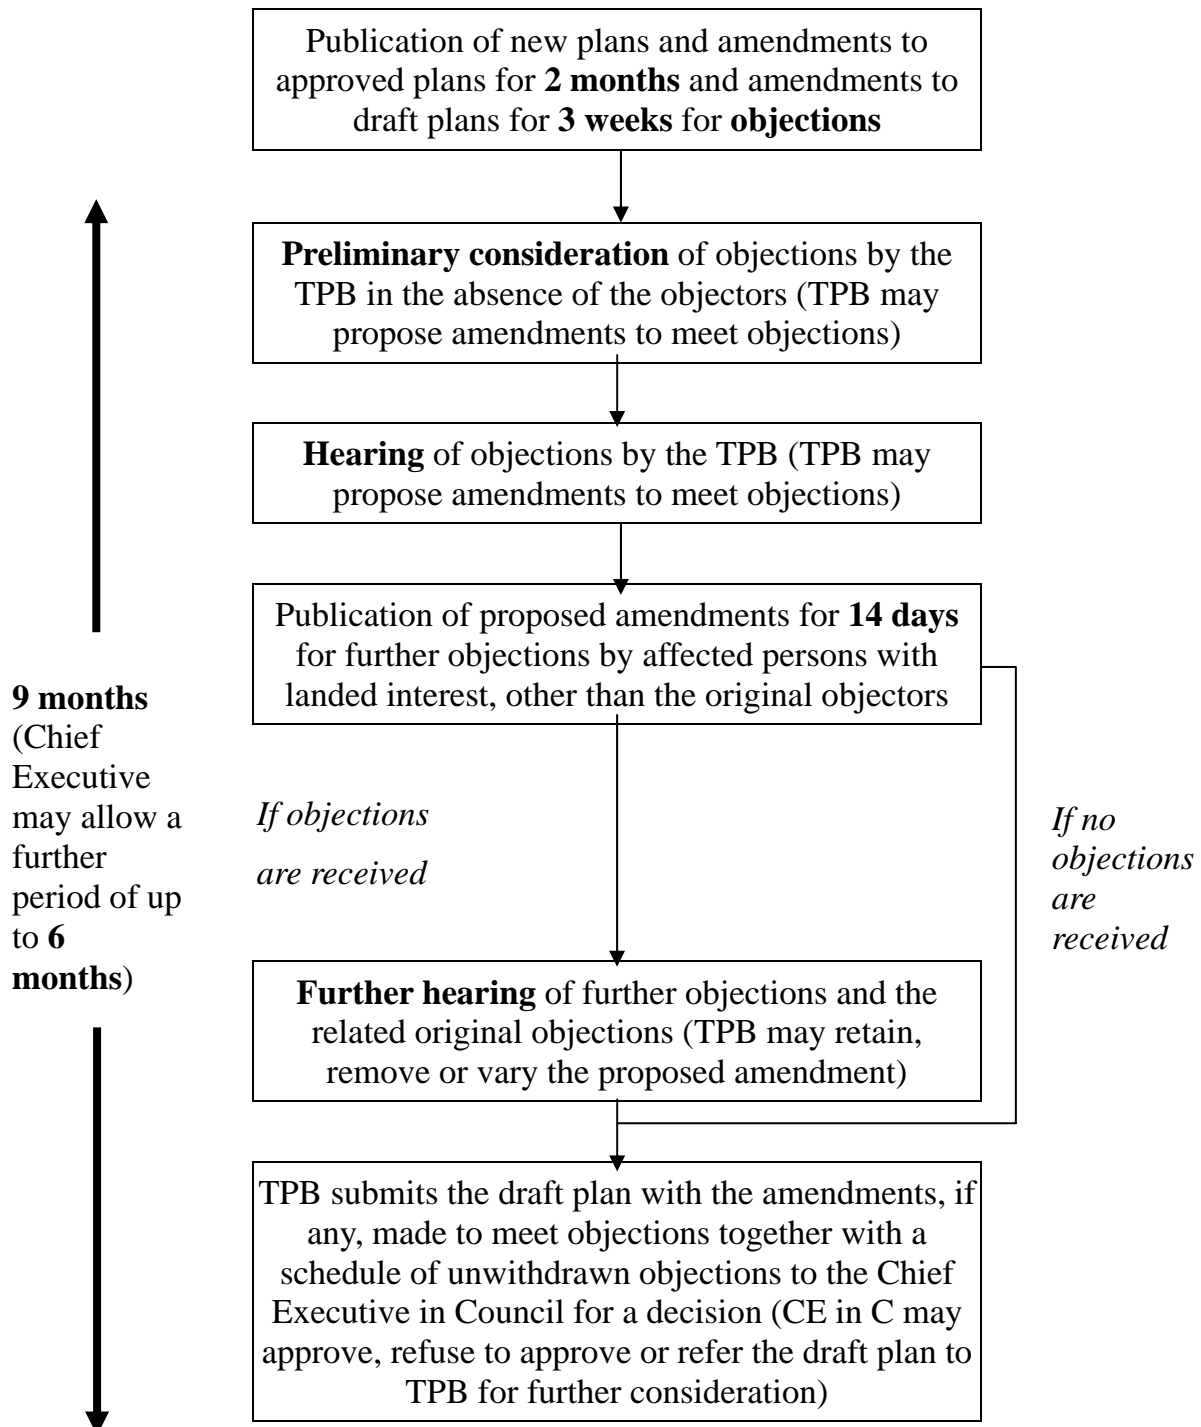 Publication of new plans and amendments to
approved plans for 2 months and amendments to
draft plans for 3 weeks for objections
Preliminary consideration of objections by the
TPB in the absence of the objectors (TPB may
propose amendments to meet objections)
Hearing of objections by the TPB (TPB may
propose amendments to meet objections)
Publication of proposed amendments for 14 days
for further objections by affected persons with
landed interest, other than the original objectors
9 months
(Chief
Executive
may allow a
further
period of up
to 6
months)
If objections
are received
If no
objections
are
received
Further hearing of further objections and the
related original objections (TPB may retain,
remove or vary the proposed amendment)
TPB submits the draft plan with the amendments, if
any, made to meet objections together with a
schedule of unwithdrawn objections to the Chief
Executive in Council for a decision (CE in C may
approve, refuse to approve or refer the draft plan to
TPB for further consideration)